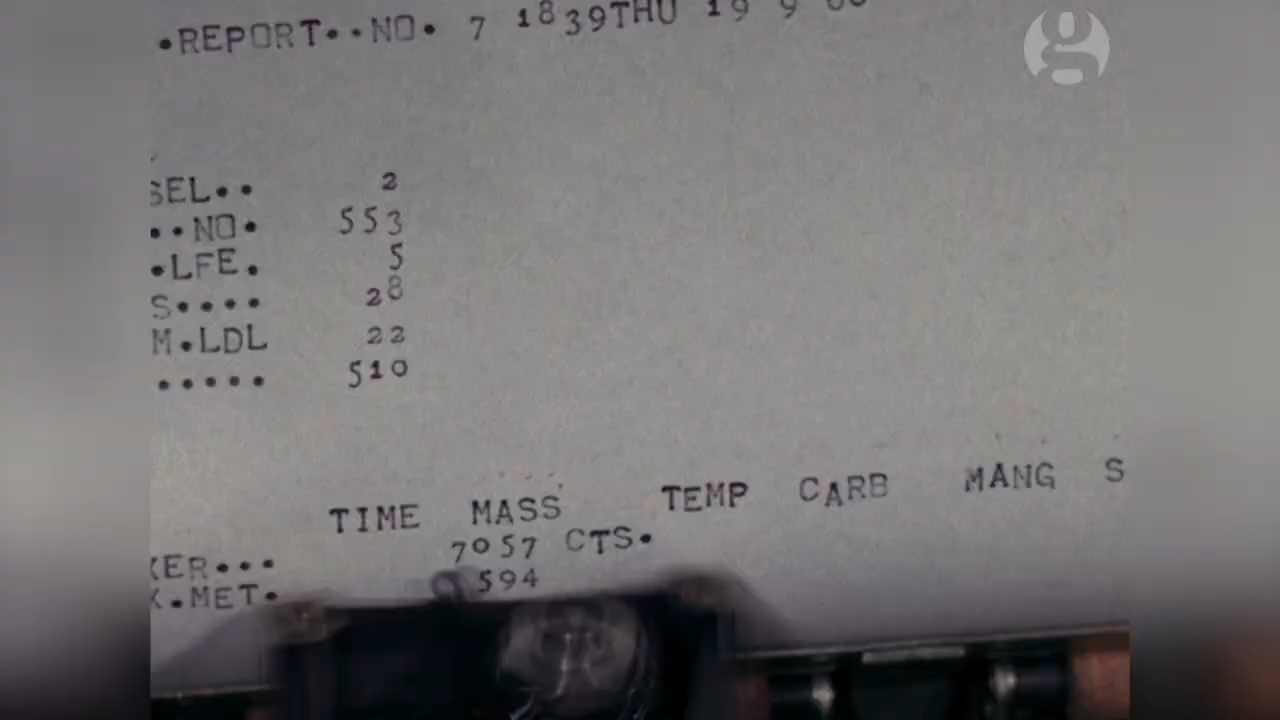 •REPORT••NO• 7 1839THU 19 9
SEL•• 2
••NO• 553
•LFE. 5
S•••• 28
M•LDL 22
••••• 510
TIME MASS TEMP CARB MANG S
KER••• 7057 CTS•
K.MET• 594